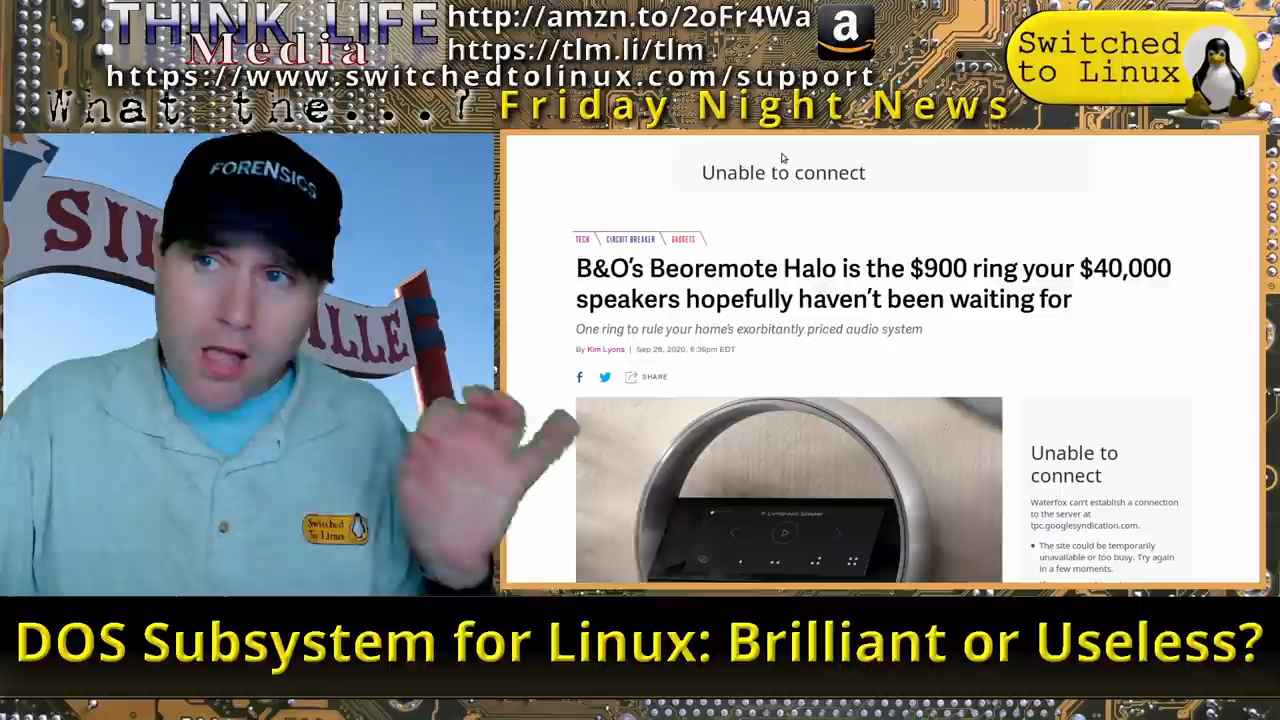 THINK LIFE
Media
http://amzn.to/2oFr4Wa
https://tlm.li/tlm
https://www.switchedtolinux.com/support
a
Switched
to Linux
What the...? Friday Night News
FORENSICS
SIL
ILLE
Switched
To Linux
Unable to connect
TECH
CIRCUIT BREAKER
GADGETS
B&O's Beoremote Halo is the $900 ring your $40,000
speakers hopefully haven't been waiting for
One ring to rule your home's exorbitantly priced audio system
By Kim Lyons | Sep 26, 2020, 6:36pm EDT
SHARE
Unable to
connect
Waterfox can't establish a connection
to the server at
tpc.googlesyndication.com.
The site could be temporarily
unavailable or too busy. Try again
in a few moments.
DOS Subsystem for Linux: Brilliant or Useless?